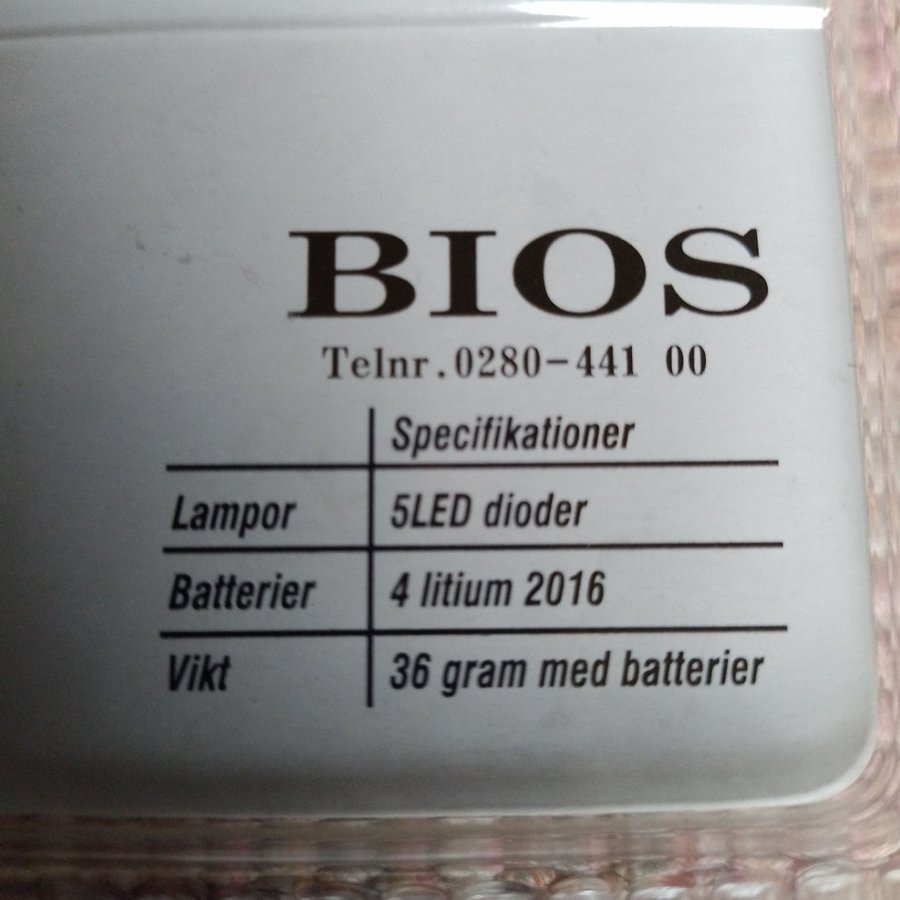 BIOS
Telnr.0280-441 00
Specifikationer
Lampor 5LED dioder
Batterier 4 litium 2016
Vikt 36 gram med batterier